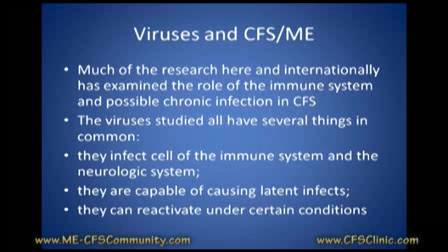 Viruses and CFS/ME
• Much of the research here and internationally
has examined the role of the immune system
and possible chronic infection in CFS
• The viruses studied all have several things in
common:
• they infect cell of the immune system and the
neurologic system;
• they are capable of causing latent infects;
• they can reactivate under certain conditions
www.ME-CFSCommunity.com
www.CFSClinic.com